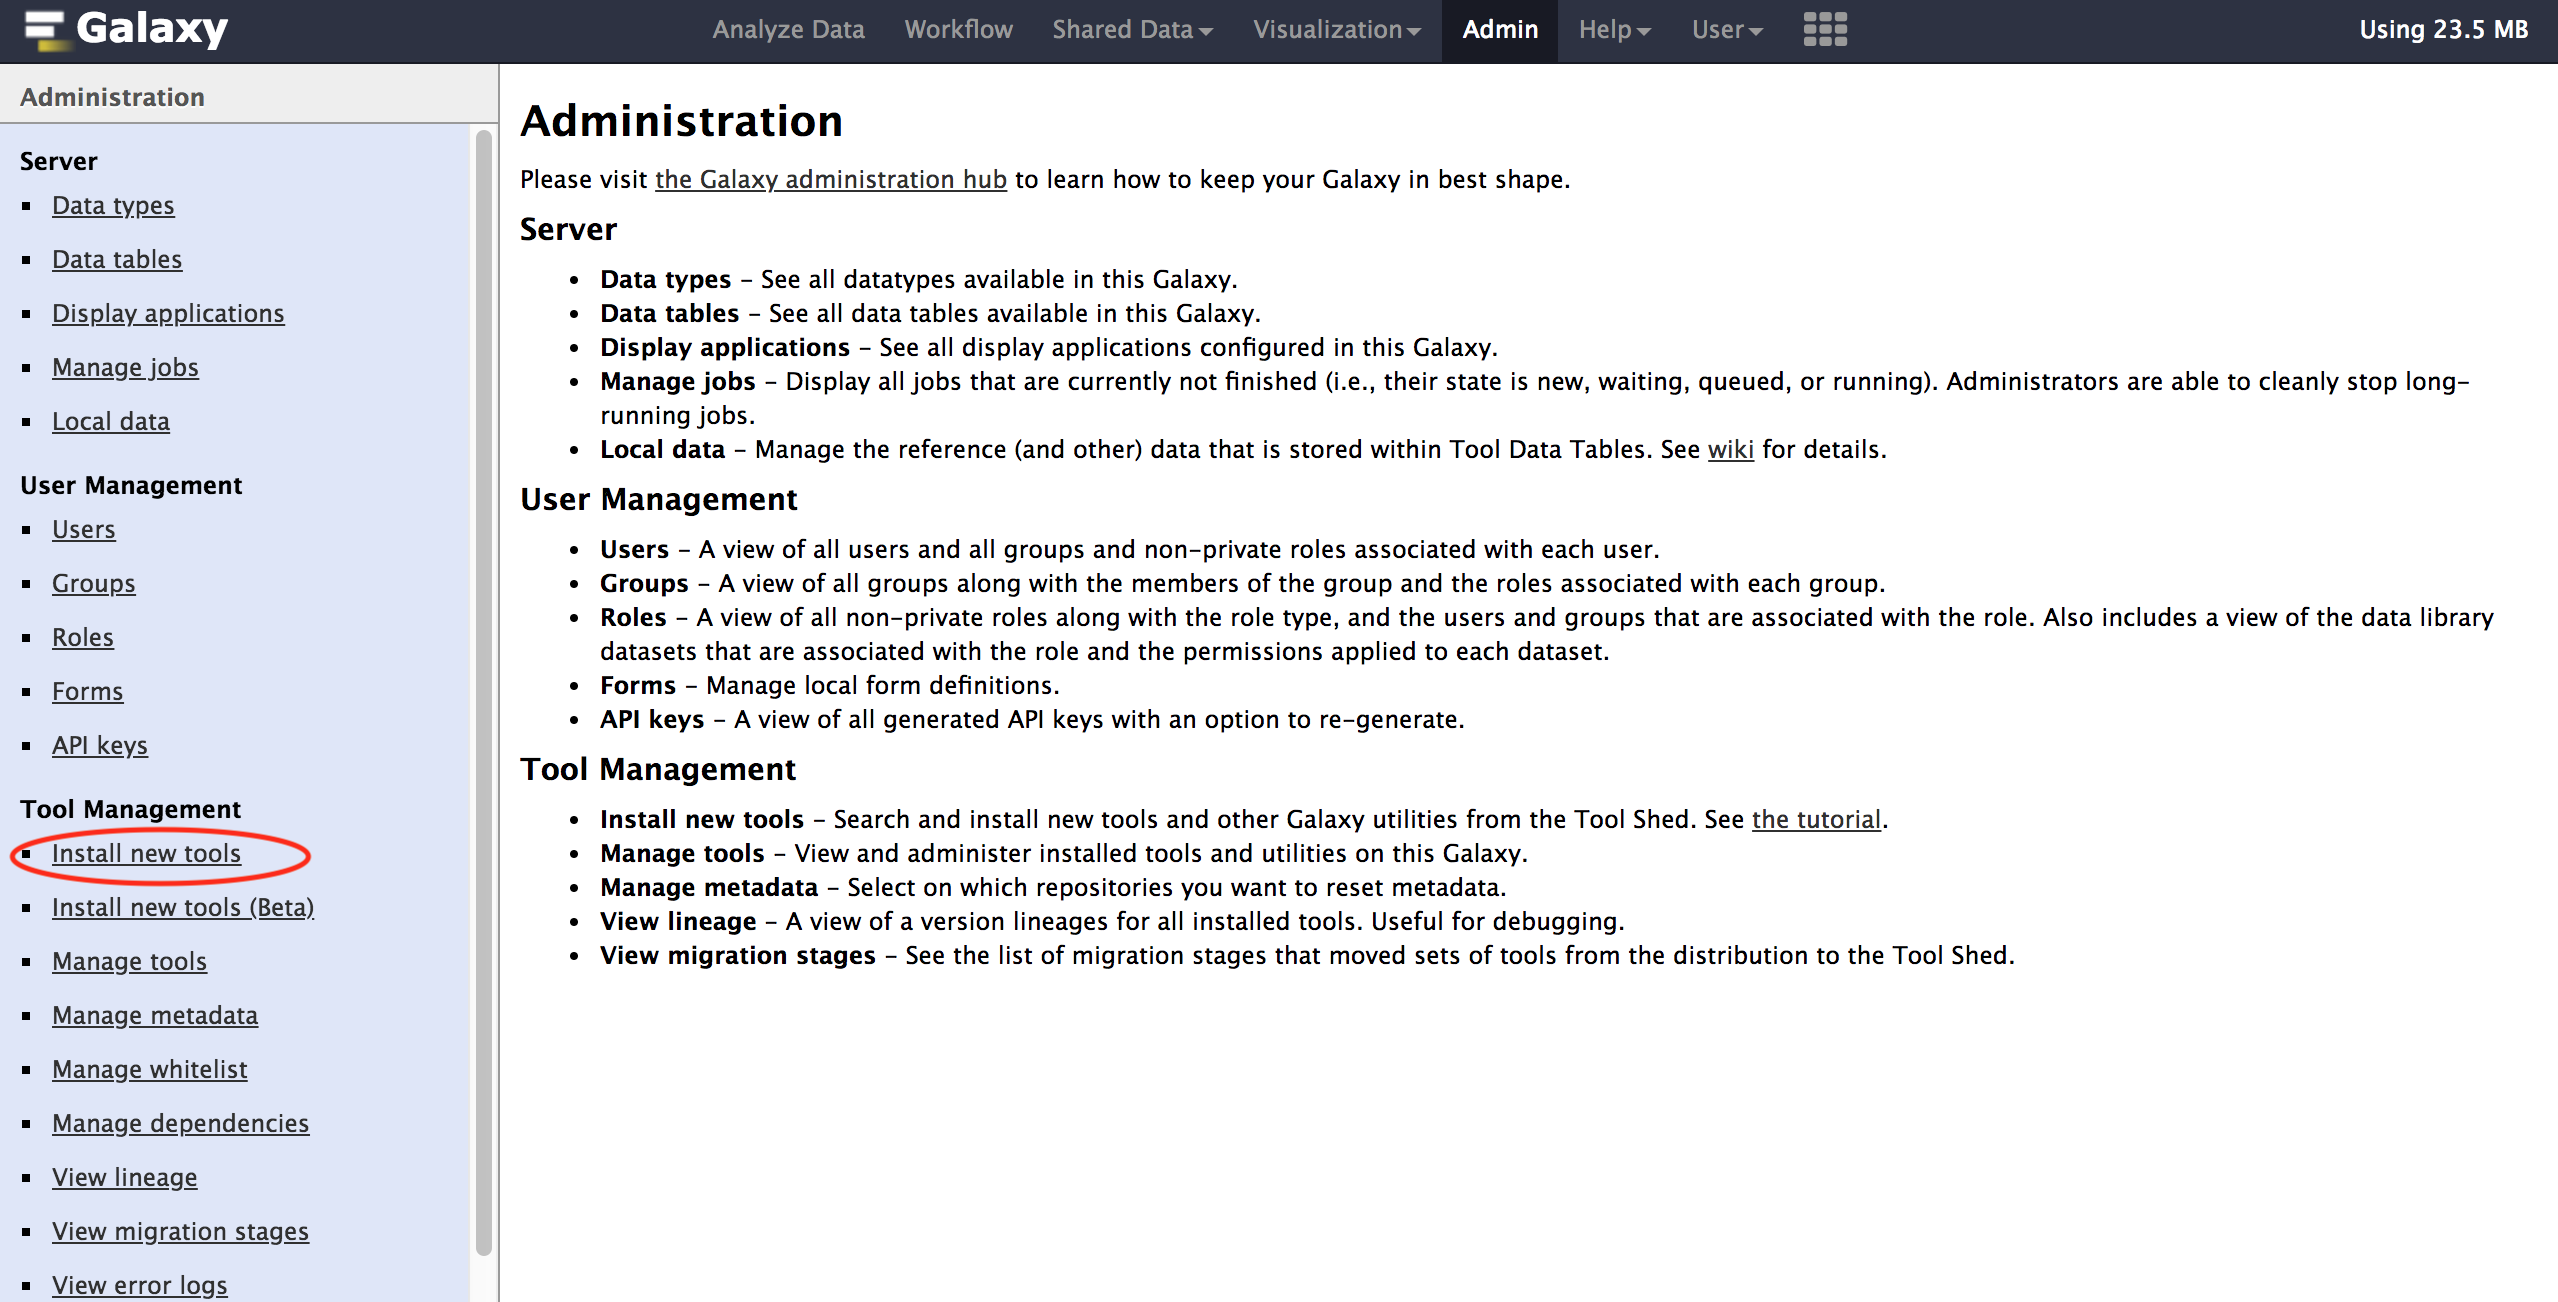 Galaxy
Analyze Data Workflow Shared Data Visualization Admin Help User Using 23.5 MB
Administration
Server
Data types
Data tables
Display applications
Manage jobs
Local data
User Management
Users
Groups
Roles
Forms
API keys
Tool Management
Install new tools
Install new tools (Beta)
Manage tools
Manage metadata
Manage whitelist
Manage dependencies
View lineage
View migration stages
View error logs
Administration
Please visit the Galaxy administration hub to learn how to keep your Galaxy in best shape.
Server
• Data types – See all datatypes available in this Galaxy.
• Data tables – See all data tables available in this Galaxy.
• Display applications – See all display applications configured in this Galaxy.
• Manage jobs – Display all jobs that are currently not finished (i.e., their state is new, waiting, queued, or running). Administrators are able to cleanly stop long-
running jobs.
• Local data – Manage the reference (and other) data that is stored within Tool Data Tables. See wiki for details.
User Management
• Users – A view of all users and all groups and non-private roles associated with each user.
• Groups – A view of all groups along with the members of the group and the roles associated with each group.
• Roles – A view of all non-private roles along with the role type, and the users and groups that are associated with the role. Also includes a view of the data library
datasets that are associated with the role and the permissions applied to each dataset.
• Forms – Manage local form definitions.
• API keys – A view of all generated API keys with an option to re-generate.
Tool Management
• Install new tools – Search and install new tools and other Galaxy utilities from the Tool Shed. See the tutorial.
• Manage tools – View and administer installed tools and utilities on this Galaxy.
• Manage metadata – Select on which repositories you want to reset metadata.
• View lineage – A view of a version lineages for all installed tools. Useful for debugging.
• View migration stages – See the list of migration stages that moved sets of tools from the distribution to the Tool Shed.